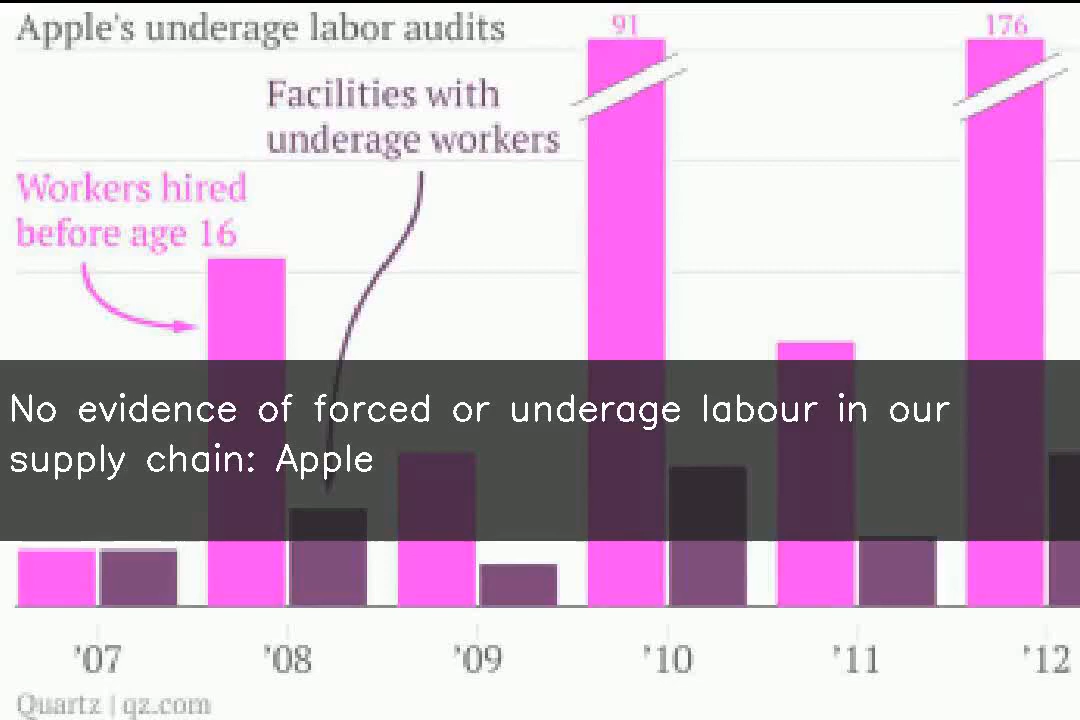 Apple's underage labor audits
91
176
Facilities with
underage workers
Workers hired
before age 16
No evidence of forced or underage labour in our
supply chain: Apple
'07 '08 '09 '10 '11 '12
Quartz | qz.com